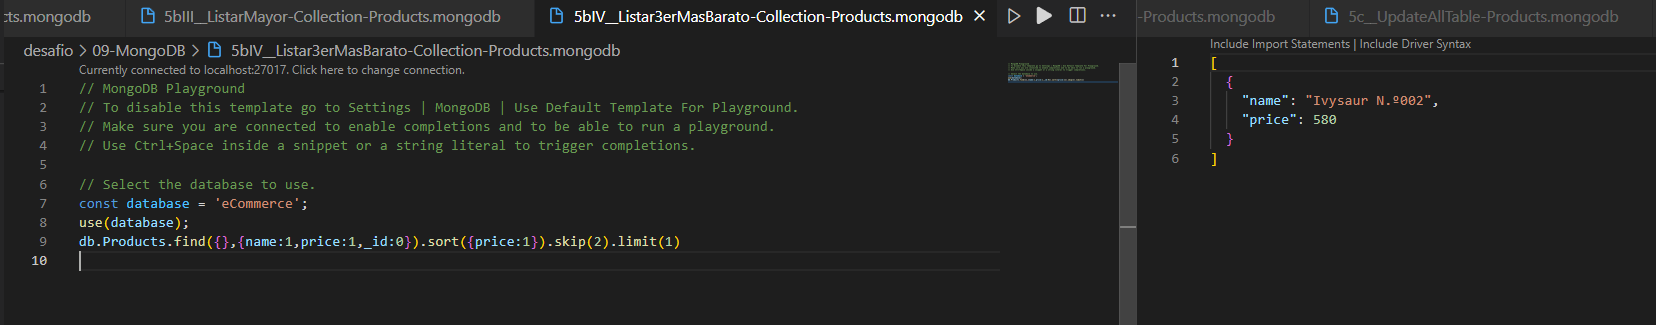 cts.mongodb
5bIII__ListarMayor-Collection-Products.mongodb
5bIV__Listar3erMasBarato-Collection-Products.mongodb
-Products.mongodb
5c__UpdateAllTable-Products.mongodb
desafio > 09-MongoDB > 5bIV__Listar3erMasBarato-Collection-Products.mongodb
Currently connected to localhost:27017. Click here to change connection.
1 // MongoDB Playground
2 // To disable this template go to Settings | MongoDB | Use Default Template For Playground.
3 // Make sure you are connected to enable completions and to be able to run a playground.
4 // Use Ctrl+Space inside a snippet or a string literal to trigger completions.
5
6 // Select the database to use.
7 const database = 'eCommerce';
8 use(database);
9 db.Products.find({},{name:1,price:1,_id:0}).sort({price:1}).skip(2).limit(1)
10
Include Import Statements | Include Driver Syntax
1 [
2 {
3 "name": "Ivysaur N.º002",
4 "price": 580
5 }
6 ]